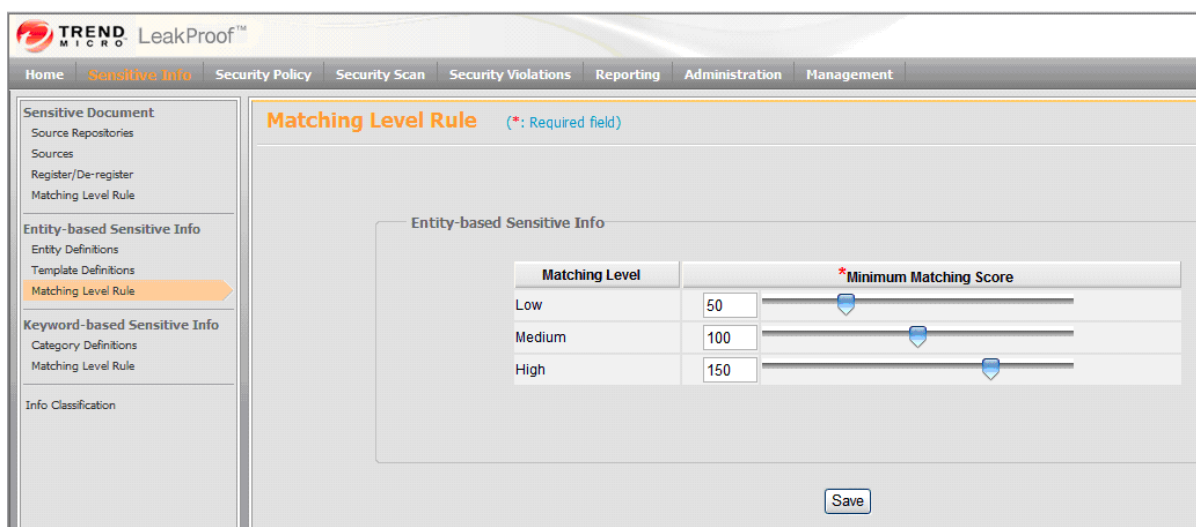 TREND MICRO LeakProof™
Home Sensitive Info Security Policy Security Scan Security Violations Reporting Administration Management
Sensitive Document
Source Repositories
Sources
Register/De-register
Matching Level Rule
Entity-based Sensitive Info
Entity Definitions
Template Definitions
Matching Level Rule
Keyword-based Sensitive Info
Category Definitions
Matching Level Rule
Info Classification
Matching Level Rule (*: Required field)
Entity-based Sensitive Info
Matching Level *Minimum Matching Score
Low 50
Medium 100
High 150
Save